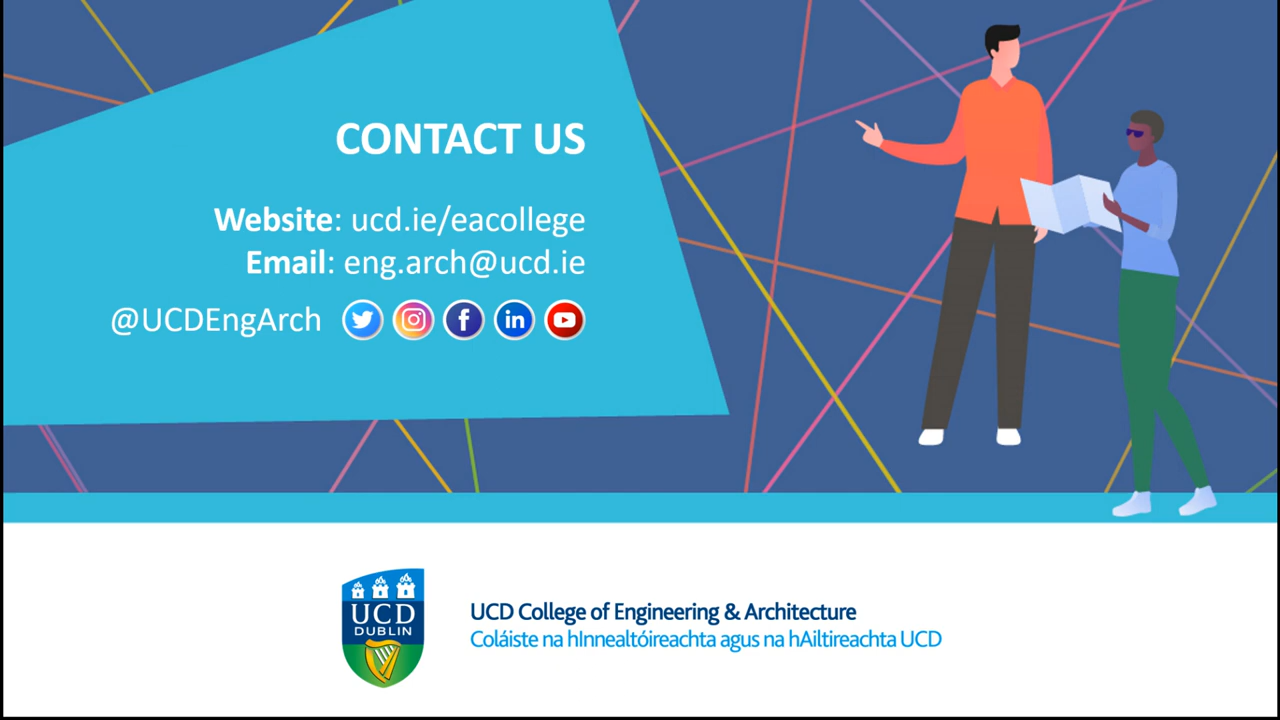 CONTACT US
Website: ucd.ie/eacollege
Email: eng.arch@ucd.ie
@UCDEngArch
UCD
DUBLIN
UCD College of Engineering & Architecture
Coláiste na hInnealtóireachta agus na hAiltireachta UCD